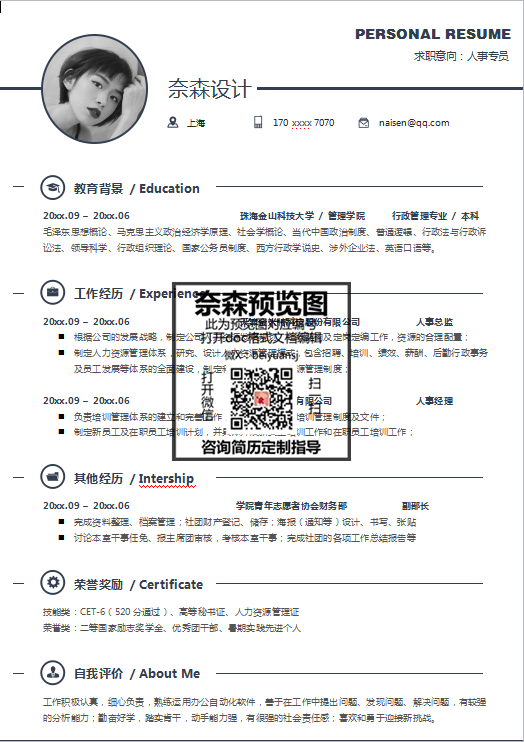 PERSONAL RESUME
求职意向：人事专员
奈森设计
上海
170 xxxx 7070
naisen@qq.com
教育背景 / Education
20xx.09 – 20xx.06 珠海金山科技大学 / 管理学院 行政管理专业 / 本科
毛泽东思想概论、马克思主义政治经济学原理、社会学概论、当代中国政治制度、普通逻辑、行政法与行政诉
讼法、领导科学、行政组织理论、国家公务员制度、西方行政学说史、涉外企业法、英语口语等。
工作经历 / Experience
奈森预览图
此为预览图对应编号
打开doc格式文档编辑
微火：beiyuansj
打开微信
扫一扫
咨询简历定制指导
20xx.09 – 20xx.06 股份有限公司 人事总监
根据公司的发展战略，制定公司 及定岗定编工作，资源的合理配置；
制定人力资源管理体系，研究、设计人力资源管理模式，包含招聘、培训、绩效、薪酬、后勤行政事务
及员工发展等体系的全面建设，制定 源管理制度；
20xx.09 – 20xx.06 有限公司 人事经理
负责培训管理体系的建立和完善工作 培训管理制度及文件；
制定新员工及在职员工培训计划，并 培训工作和在职员工培训工作；
其他经历 / Intership
20xx.09 – 20xx.06 学院青年志愿者协会财务部 副部长
完成资料整理、档案管理；社团财产登记、储存；海报（通知等）设计、书写、张贴
讨论本室干事任免、报主席团审核，考核本室干事；完成社团的各项工作总结报告等
荣誉奖励 / Certificate
技能类：CET-6（520 分通过）、高等秘书证、人力资源管理证
荣誉类：二等国家励志奖学金、优秀团干部、暑期实践先进个人
自我评价 / About Me
工作积极认真，细心负责，熟练运用办公自动化软件，善于在工作中提出问题、发现问题、解决问题，有较强
的分析能力；勤奋好学，踏实肯干，动手能力强，有很强的社会责任感；喜欢和勇于迎接新挑战。